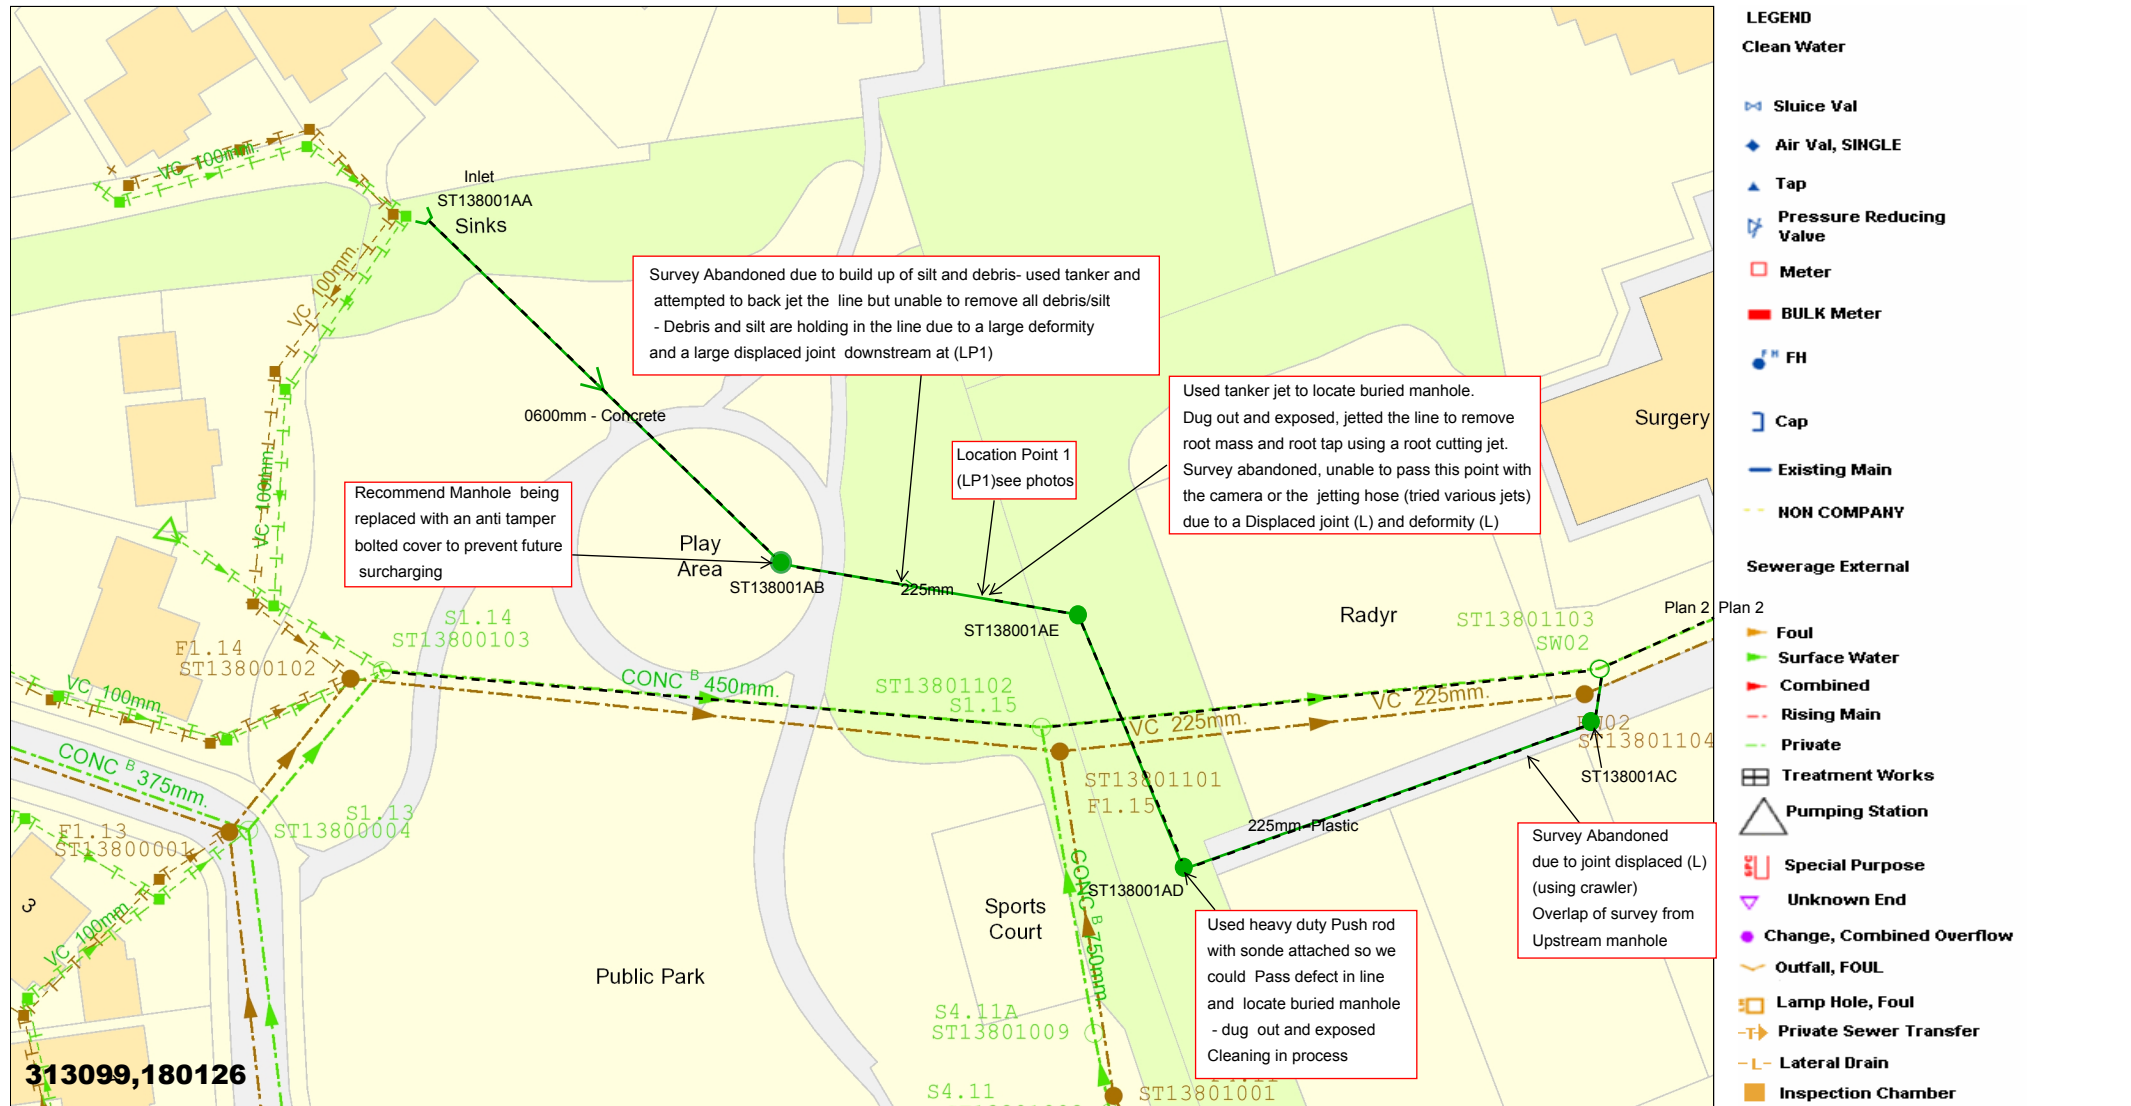 Inlet
ST138001AA
Sinks
VC 100mm.
VC 100mm.
VC 100mm.
Survey Abandoned due to build up of silt and debris- used tanker and
attempted to back jet the line but unable to remove all debris/silt
- Debris and silt are holding in the line due to a large deformity
and a large displaced joint downstream at (LP1)
0600mm - Concrete
Used tanker jet to locate buried manhole.
Dug out and exposed, jetted the line to remove
root mass and root tap using a root cutting jet.
Survey abandoned, unable to pass this point with
the camera or the jetting hose (tried various jets)
due to a Displaced joint (L) and deformity (L)
Surgery
Location Point 1
(LP1)see photos
Recommend Manhole being
replaced with an anti tamper
bolted cover to prevent future
surcharging
Play
Area
ST138001AB
225mm
ST138001AE
Radyr
Plan 2
Plan 2
ST13801103
SW02
S1.14
ST13800103
F1.14
ST13800102
VC 100mm.
CONC B 450mm.
ST13801102
S1.15
VC 225mm.
VC 225mm.
ST13801104
ST138001AC
CONC B 375mm.
ST13801101
F1.15
S1.13
ST13800004
F1.13
ST13800001
225mm-Plastic
ST138001AD
CONC B 750mm.
Survey Abandoned
due to joint displaced (L)
(using crawler)
Overlap of survey from
Upstream manhole
3
VC 100mm.
Sports
Court
Used heavy duty Push rod
with sonde attached so we
could Pass defect in line
and locate buried manhole
- dug out and exposed
Cleaning in process
Public Park
S4.11A
ST13801009
S4.11
ST13801001
313099,180126
LEGEND
Clean Water
Sluice Val
Air Val, SINGLE
Tap
Pressure Reducing
Valve
Meter
BULK Meter
FH
FH
Cap
Existing Main
NON COMPANY
Sewerage External
Foul
Surface Water
Combined
Rising Main
Private
Treatment Works
Pumping Station
Special Purpose
Unknown End
Change, Combined Overflow
Outfall, FOUL
Lamp Hole, Foul
Private Sewer Transfer
Lateral Drain
Inspection Chamber